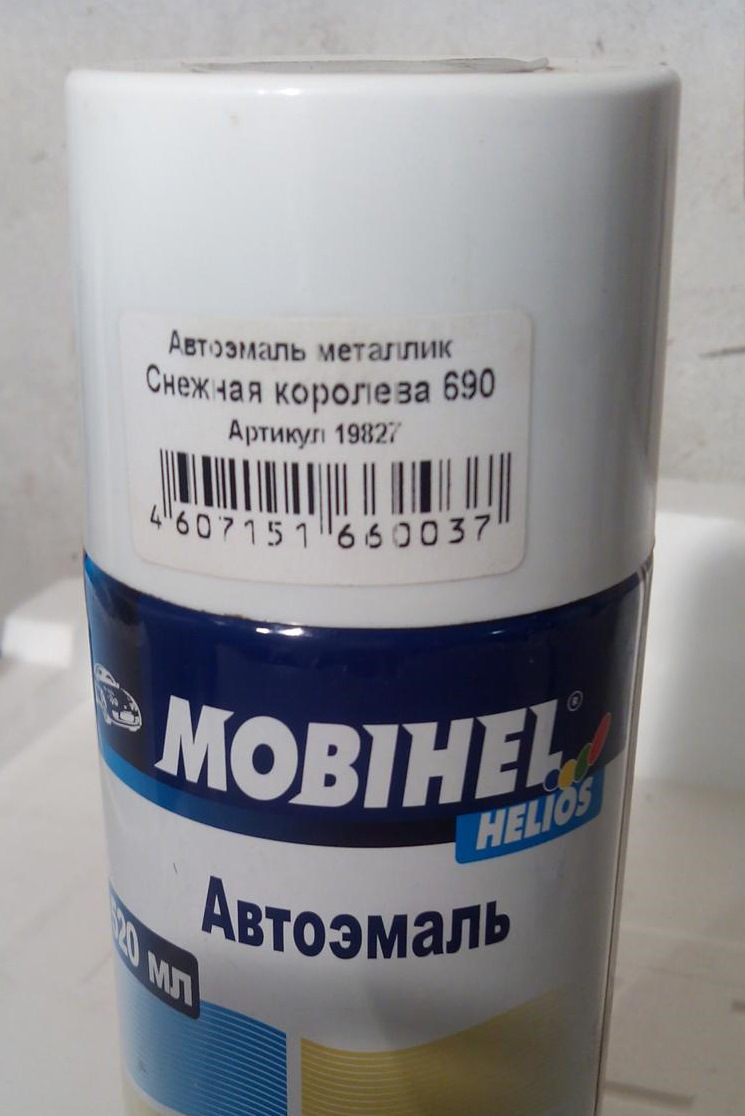 Автоэмаль металлик
Снежная королева 690
Артикул 19827
4 607151 660037
MOBIHEL®
HELIOS
Автоэмаль
520 мл